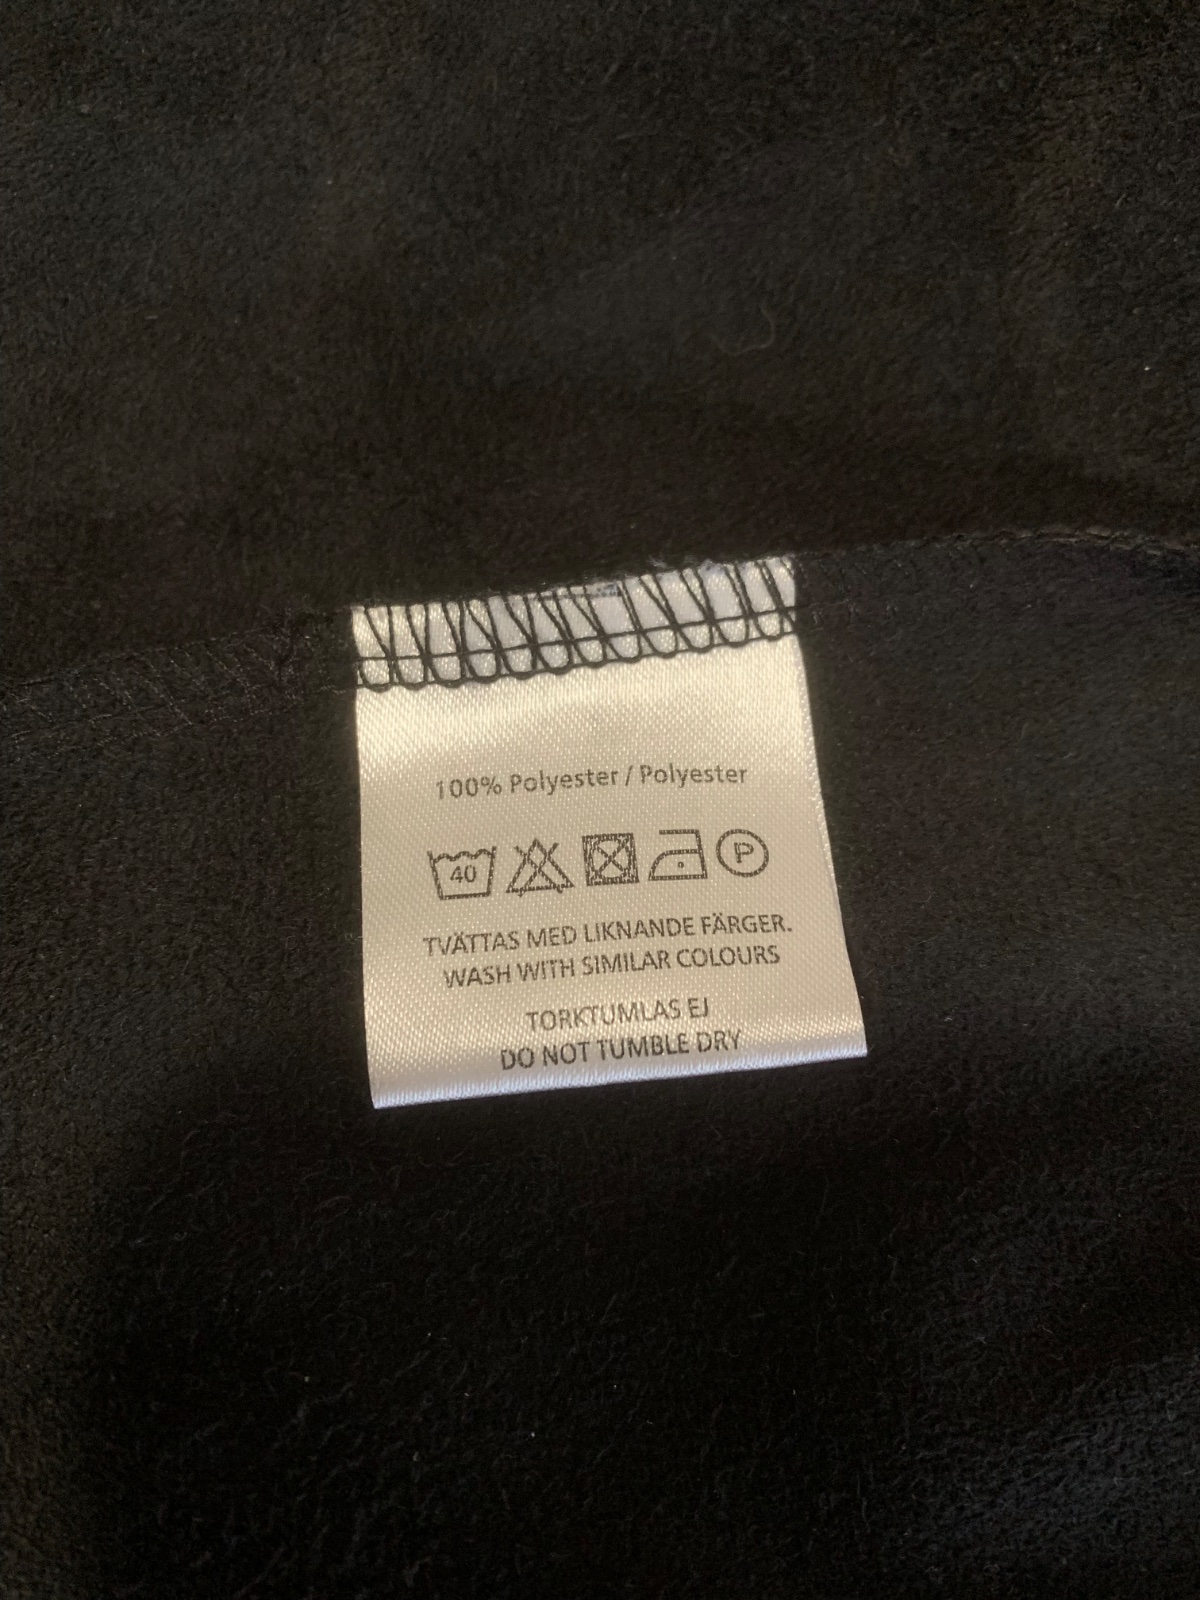 100% Polyester / Polyester
40 P
TVÄTTAS MED LIKNANDE FÄRGER.
WASH WITH SIMILAR COLOURS
TORKTUMLAS EJ
DO NOT TUMBLE DRY